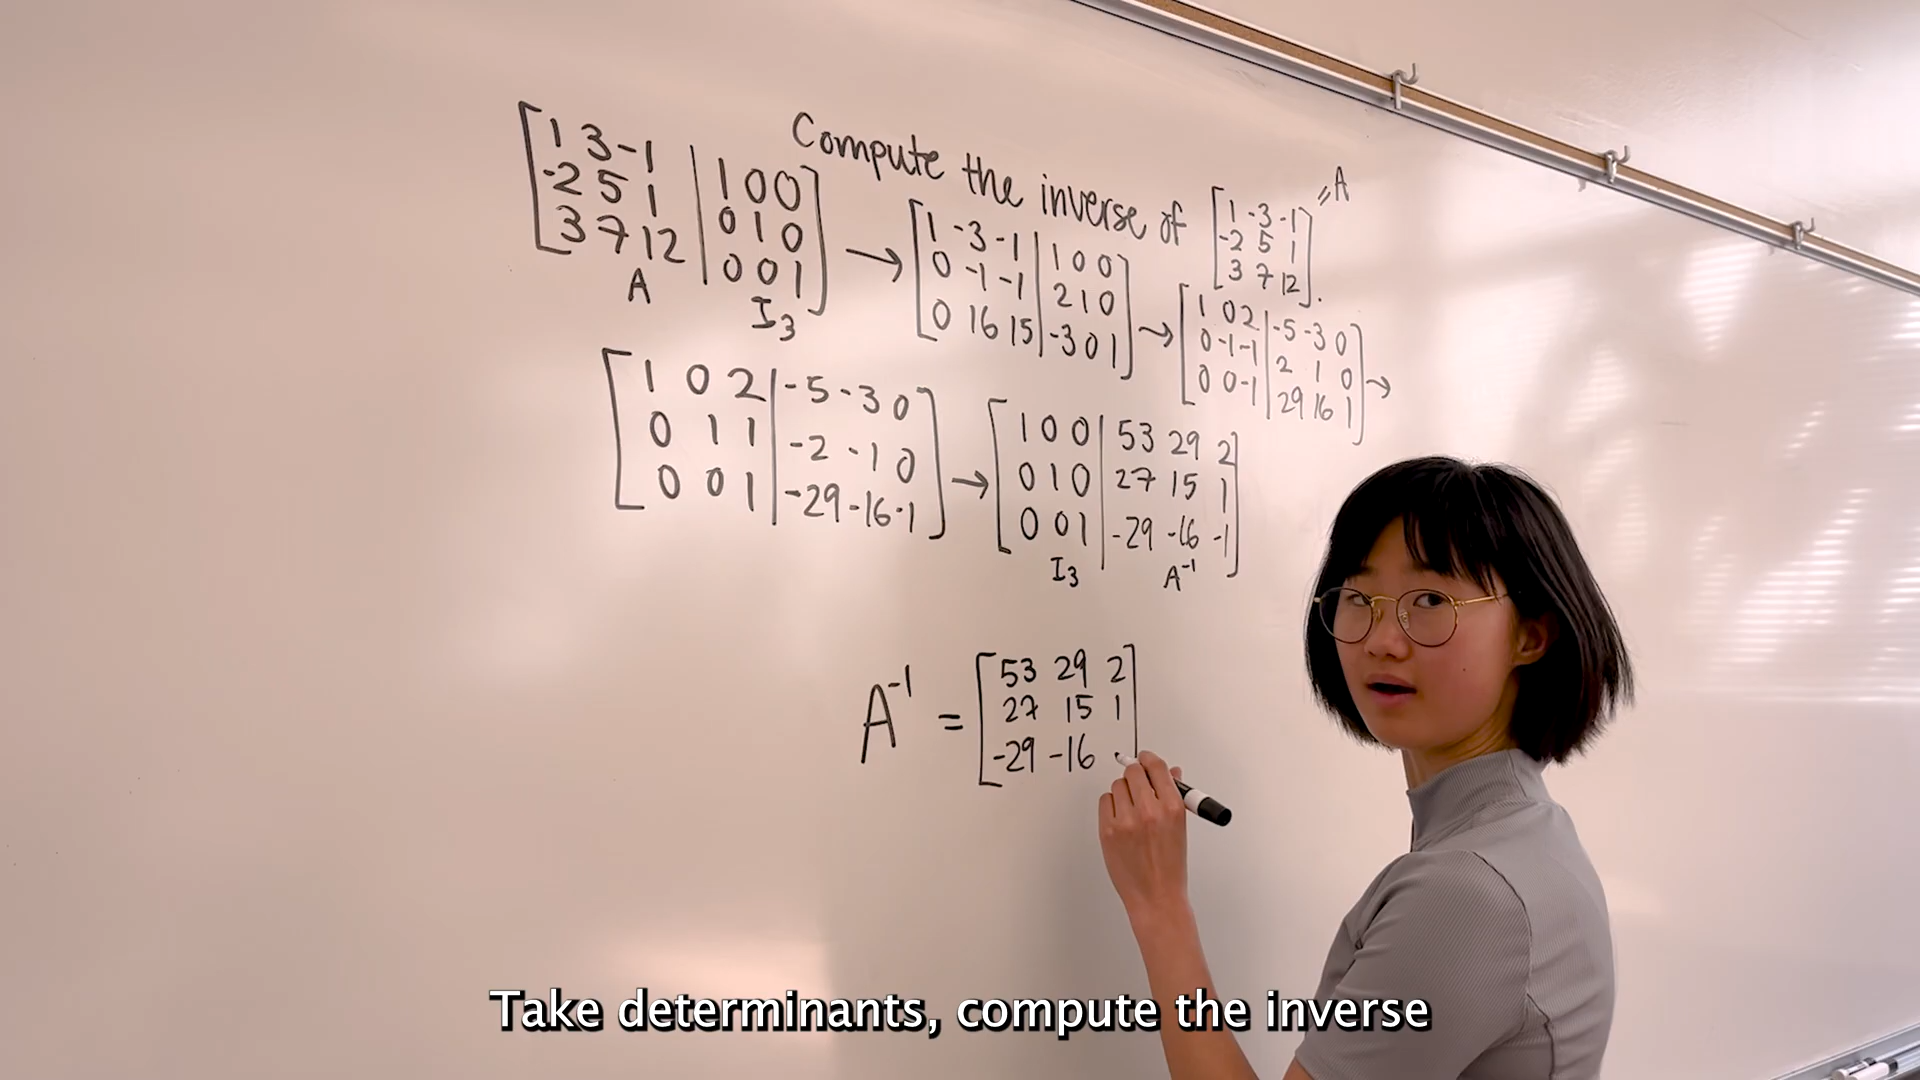 Compute the inverse of [1 -3 -1 = A
-2 5 1
3 7 12].
[1 3 -1 | 1 0 0]
-2 5 1 | 0 1 0
3 7 12 | 0 0 1
A I₃
→ [1 -3 -1 | 1 0 0]
0 -1 -1 | 2 1 0
0 16 15 | -3 0 1
→ [1 0 2 | -5 -3 0]
0 -1 -1 | 2 1 0
0 0 -1 | 29 16 1 →
[1 0 2 | -5 -3 0]
0 1 1 | -2 -1 0
0 0 1 | -29 -16 -1
→ [1 0 0 | 53 29 2]
0 1 0 | 27 15 1
0 0 1 | -29 -16 -1
I₃ A⁻¹
A⁻¹ = [53 29 2]
27 15 1
-29 -16
Take determinants, compute the inverse